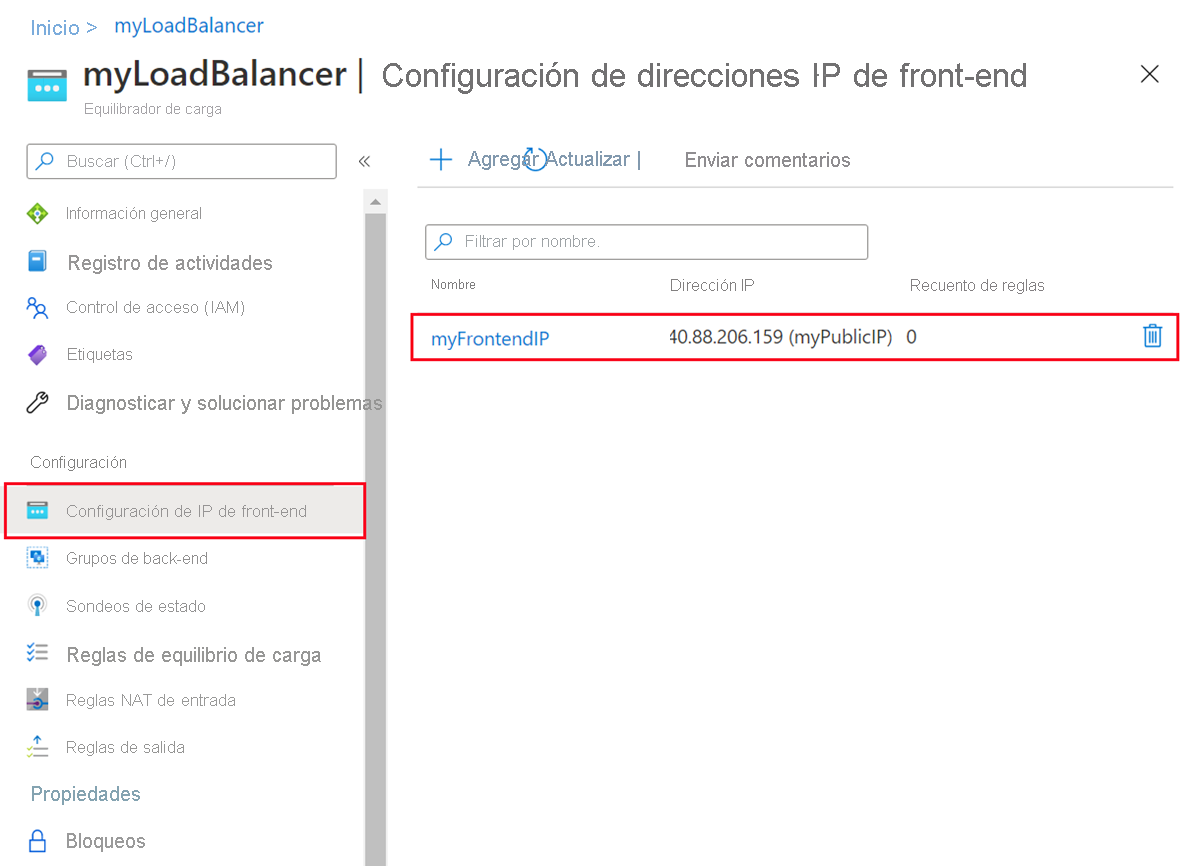 Inicio > myLoadBalancer
myLoadBalancer | Configuración de direcciones IP de front-end
Equilibrador de carga
Buscar (Ctrl+/)
«
Información general
Registro de actividades
Control de acceso (IAM)
Etiquetas
Diagnosticar y solucionar problemas
Configuración
Configuración de IP de front-end
Grupos de back-end
Sondeos de estado
Reglas de equilibrio de carga
Reglas NAT de entrada
Reglas de salida
Propiedades
Bloqueos
Agregar Actualizar | Enviar comentarios
Filtrar por nombre.
Nombre Dirección IP Recuento de reglas
myFrontendIP 40.88.206.159 (myPublicIP) 0